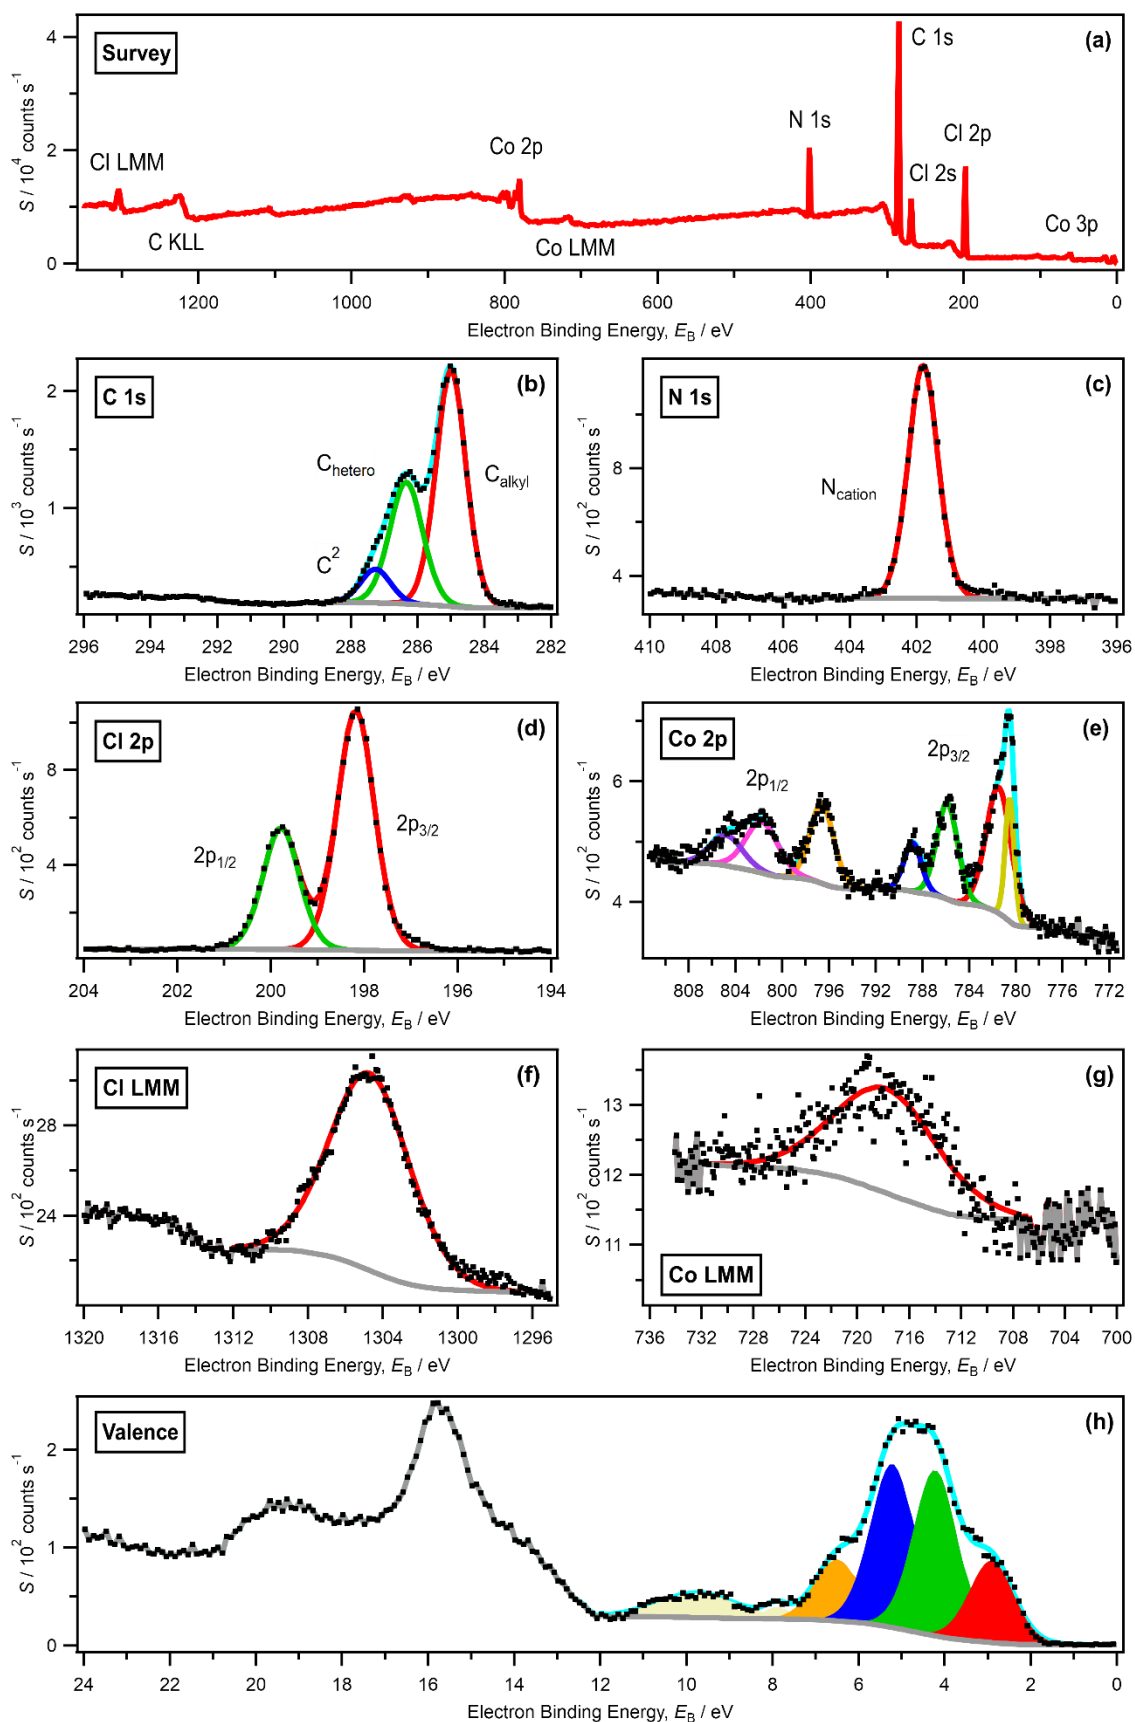 Survey
(a)
S / 10⁴ counts s⁻¹
4
2
0
Cl LMM
C KLL
Co 2p
Co LMM
N 1s
C 1s
Cl 2s
Cl 2p
Co 3p
1200 1000 800 600 400 200 0
Electron Binding Energy, E_B / eV
C 1s
(b)
S / 10³ counts s⁻¹
2
1
C_hetero
C_alkyl
C²
296 294 292 290 288 286 284 282
Electron Binding Energy, E_B / eV
N 1s
(c)
S / 10² counts s⁻¹
8
4
N_cation
410 408 406 404 402 400 398 396
Electron Binding Energy, E_B / eV
Cl 2p
(d)
S / 10² counts s⁻¹
8
4
2p_1/2
2p_3/2
204 202 200 198 196 194
Electron Binding Energy, E_B / eV
Co 2p
(e)
S / 10² counts s⁻¹
6
4
2p_1/2
2p_3/2
808 804 800 796 792 788 784 780 776 772
Electron Binding Energy, E_B / eV
Cl LMM
(f)
S / 10² counts s⁻¹
28
24
1320 1316 1312 1308 1304 1300 1296
Electron Binding Energy, E_B / eV
Co LMM
(g)
S / 10² counts s⁻¹
13
12
11
736 732 728 724 720 716 712 708 704 700
Electron Binding Energy, E_B / eV
Valence
(h)
S / 10² counts s⁻¹
2
1
0
24 22 20 18 16 14 12 10 8 6 4 2 0
Electron Binding Energy, E_B / eV